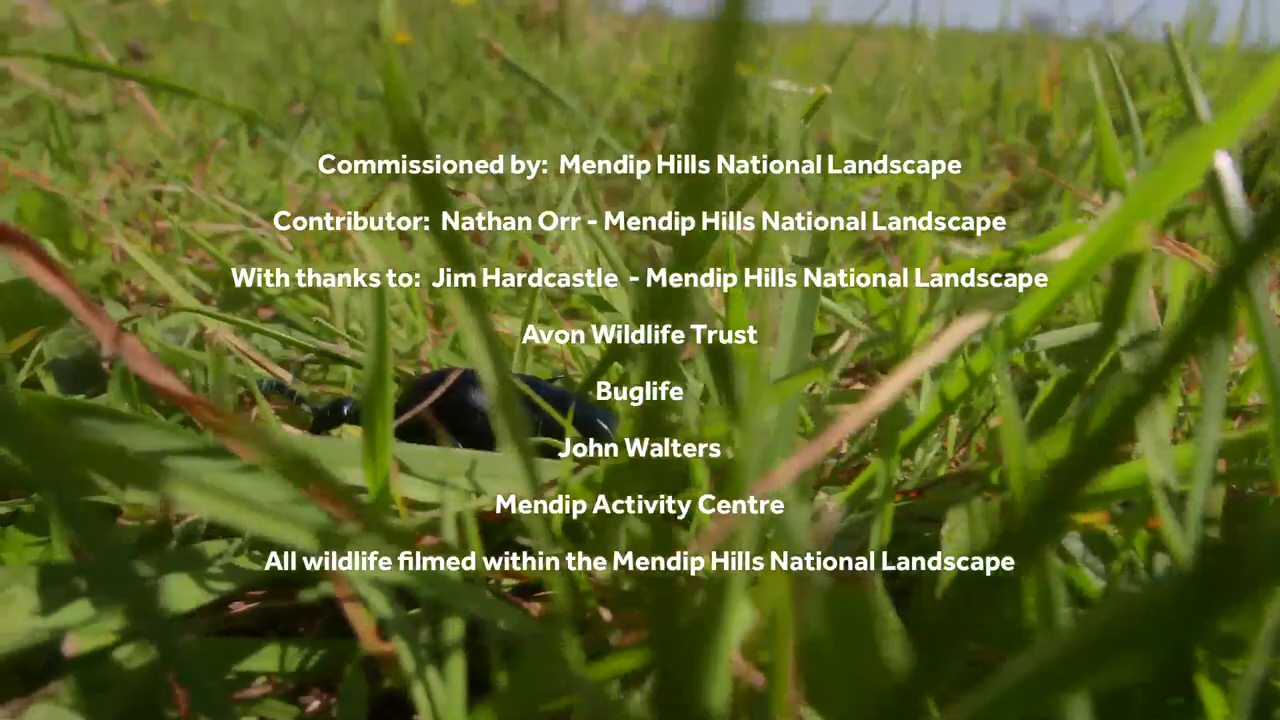 Commissioned by:  Mendip Hills National Landscape
Contributor:  Nathan Orr - Mendip Hills National Landscape
With thanks to:  Jim Hardcastle  - Mendip Hills National Landscape
Avon Wildlife Trust
Buglife
John Walters
Mendip Activity Centre
All wildlife filmed within the Mendip Hills National Landscape